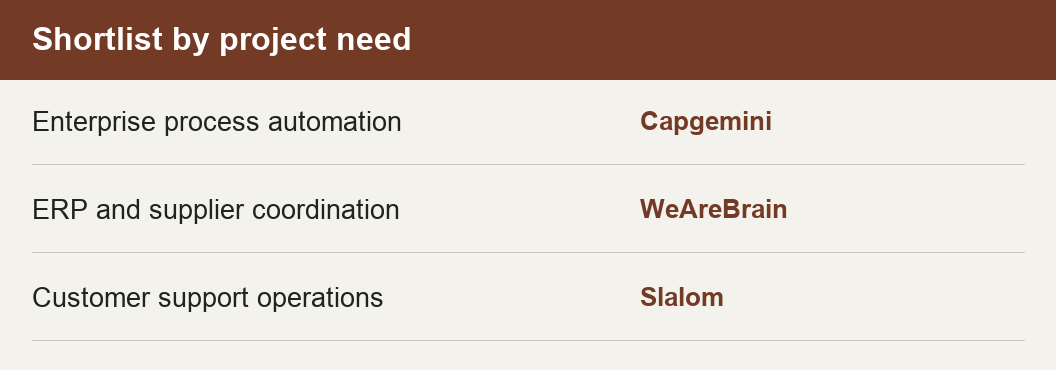 Shortlist by project need
Enterprise process automation Capgemini
ERP and supplier coordination WeAreBrain
Customer support operations Slalom